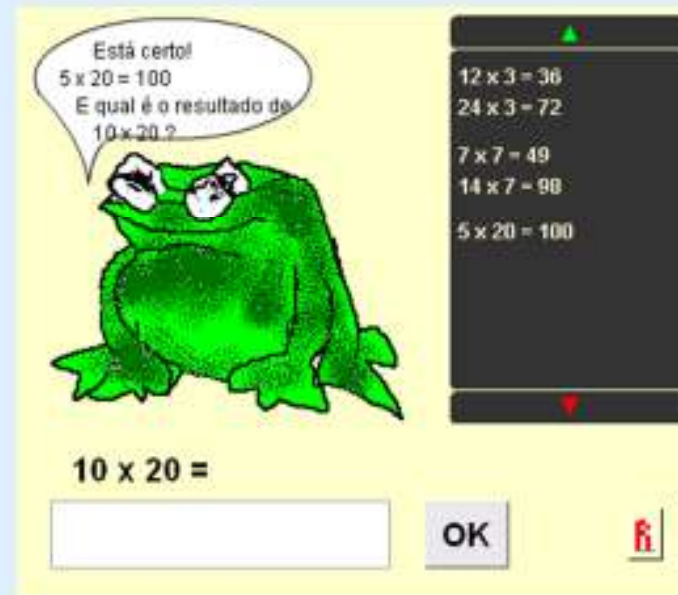 Está certo!
5 x 20 = 100
E qual é o resultado de
10 x 20 ?
12 x 3 = 36
24 x 3 = 72
7 x 7 = 49
14 x 7 = 98
5 x 20 = 100
10 x 20 =
OK